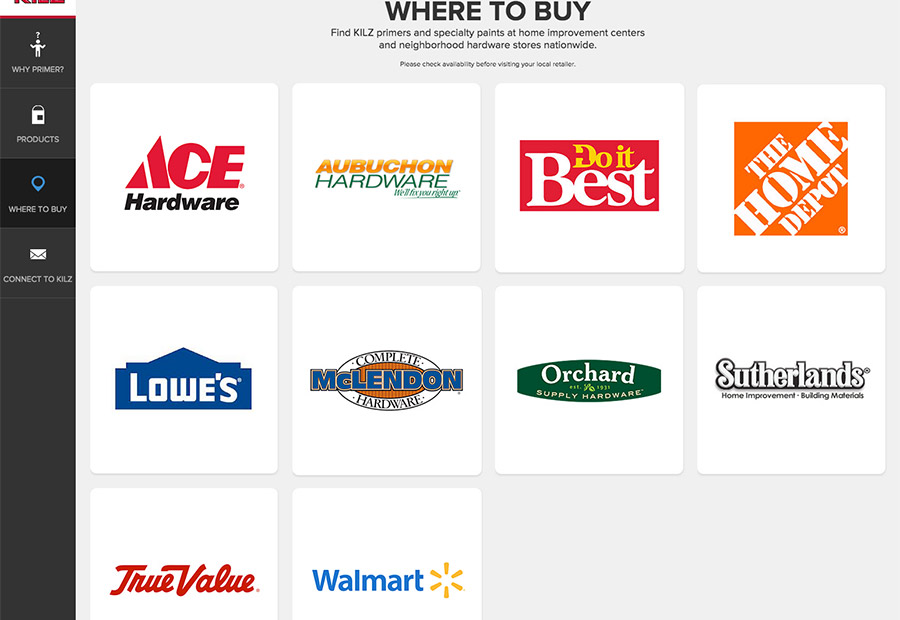 KILZ
WHERE TO BUY
Find KILZ primers and specialty paints at home improvement centers
and neighborhood hardware stores nationwide.
Please check availability before visiting your local retailer.
?
WHY PRIMER?
PRODUCTS
WHERE TO BUY
CONNECT TO KILZ
ACE®
Hardware
AUBUCHON
HARDWARE
We'll fix you right up!®
Do it
Best
THE
HOME
DEPOT
®
LOWE'S®
COMPLETE
McLENDON
HARDWARE
®
Orchard
est. 1931
SUPPLY HARDWARE™
Sutherlands®
Home Improvement · Building Materials
True Value®
Walmart